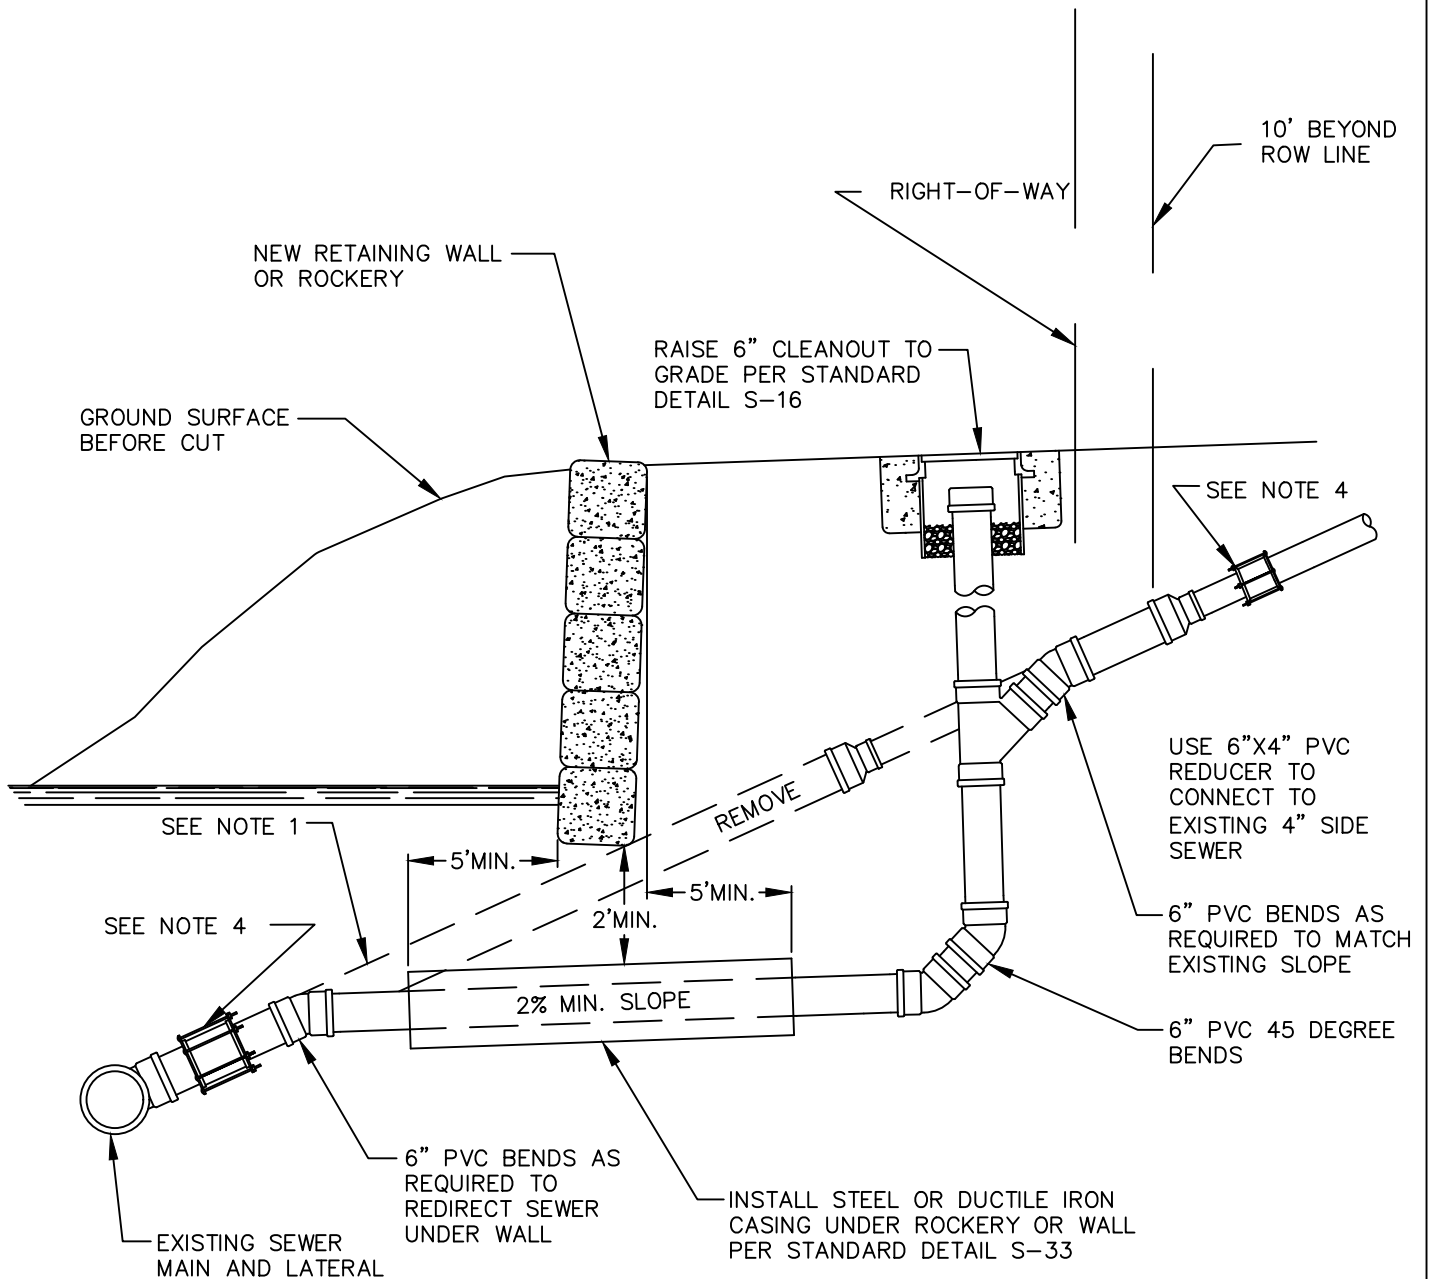 10' BEYOND
ROW LINE
RIGHT-OF-WAY
NEW RETAINING WALL
OR ROCKERY
RAISE 6" CLEANOUT TO
GRADE PER STANDARD
DETAIL S-16
GROUND SURFACE
BEFORE CUT
SEE NOTE 4
USE 6"X4" PVC
REDUCER TO
CONNECT TO
EXISTING 4" SIDE
SEWER
REMOVE
SEE NOTE 1
5'MIN.
5'MIN.
2'MIN.
SEE NOTE 4
6" PVC BENDS AS
REQUIRED TO MATCH
EXISTING SLOPE
2% MIN. SLOPE
6" PVC 45 DEGREE
BENDS
6" PVC BENDS AS
REQUIRED TO
REDIRECT SEWER
UNDER WALL
INSTALL STEEL OR DUCTILE IRON
CASING UNDER ROCKERY OR WALL
PER STANDARD DETAIL S-33
EXISTING SEWER
MAIN AND LATERAL